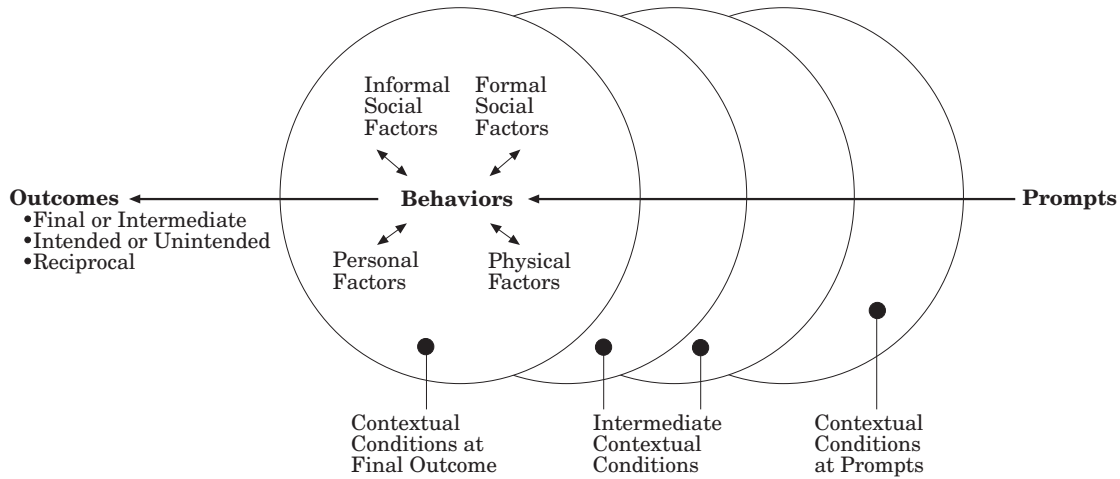 Informal
Social
Factors
Formal
Social
Factors
Outcomes
•Final or Intermediate
•Intended or Unintended
•Reciprocal
Behaviors
Prompts
Personal
Factors
Physical
Factors
Contextual
Conditions at
Final Outcome
Intermediate
Contextual
Conditions
Contextual
Conditions
at Prompts